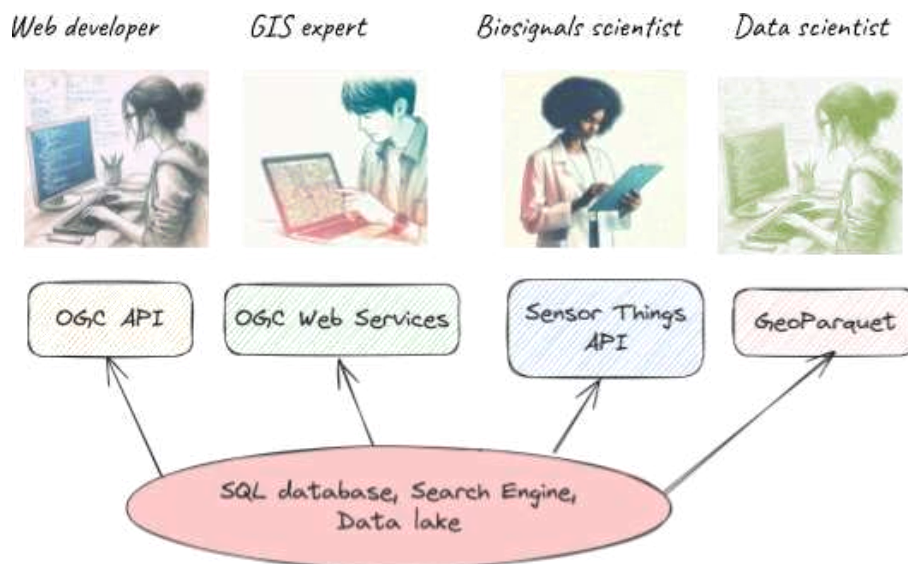 Web developer
GIS expert
Biosignals scientist
Data scientist
OGC API
OGC Web Services
Sensor Things
API
GeoParquet
SQL database, Search Engine,
Data lake